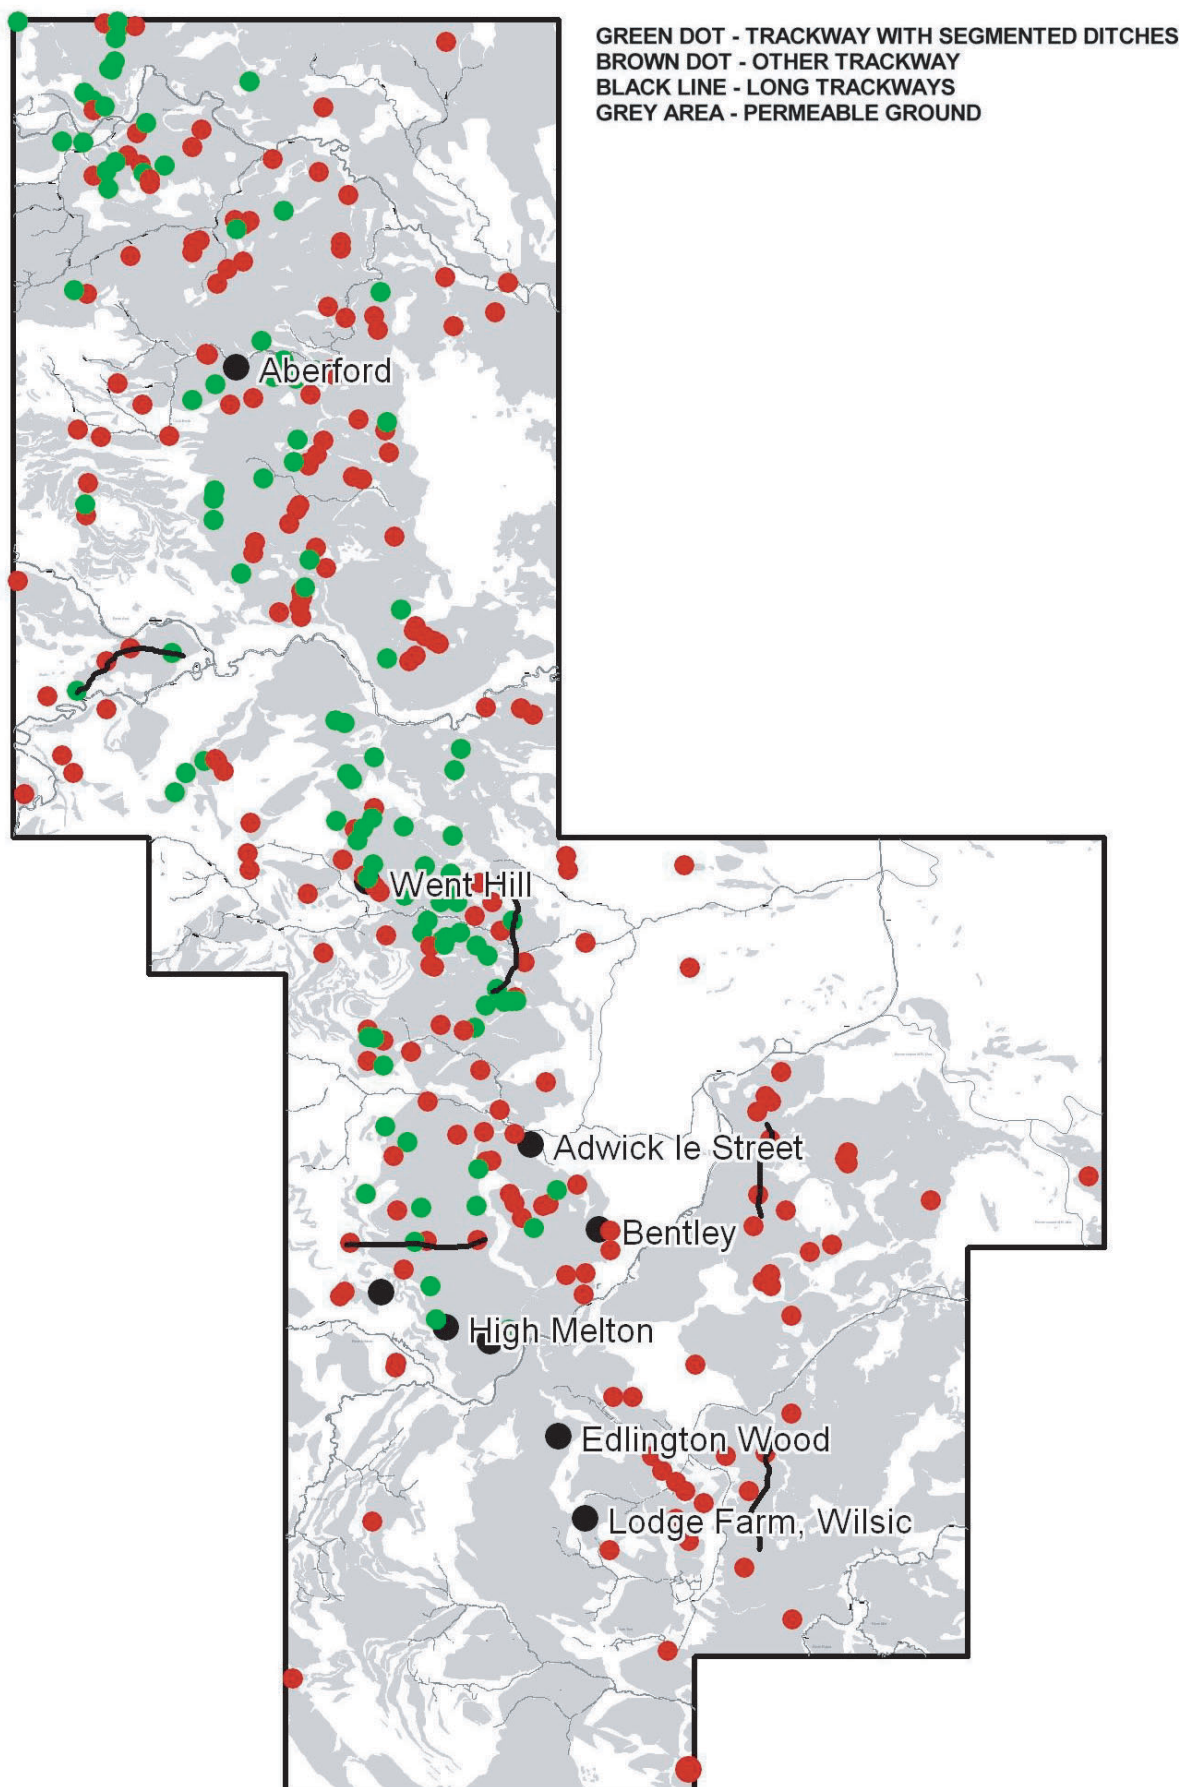 GREEN DOT - TRACKWAY WITH SEGMENTED DITCHES
BROWN DOT - OTHER TRACKWAY
BLACK LINE - LONG TRACKWAYS
GREY AREA - PERMEABLE GROUND
Aberford
Went Hill
Adwick le Street
Bentley
High Melton
Edlington Wood
Lodge Farm, Wilsic